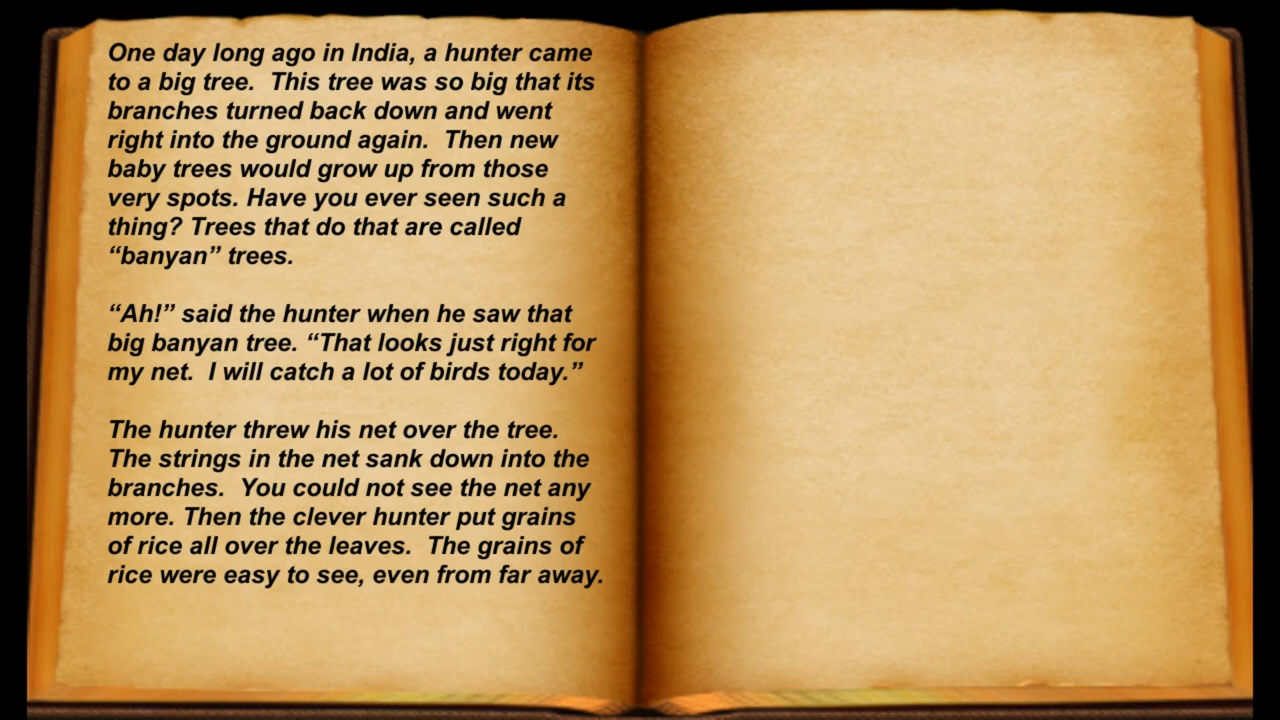 One day long ago in India, a hunter came
to a big tree.  This tree was so big that its
branches turned back down and went
right into the ground again.  Then new
baby trees would grow up from those
very spots. Have you ever seen such a
thing? Trees that do that are called
“banyan” trees.
“Ah!” said the hunter when he saw that
big banyan tree. “That looks just right for
my net.  I will catch a lot of birds today.”
The hunter threw his net over the tree.
The strings in the net sank down into the
branches.  You could not see the net any
more. Then the clever hunter put grains
of rice all over the leaves.  The grains of
rice were easy to see, even from far away.